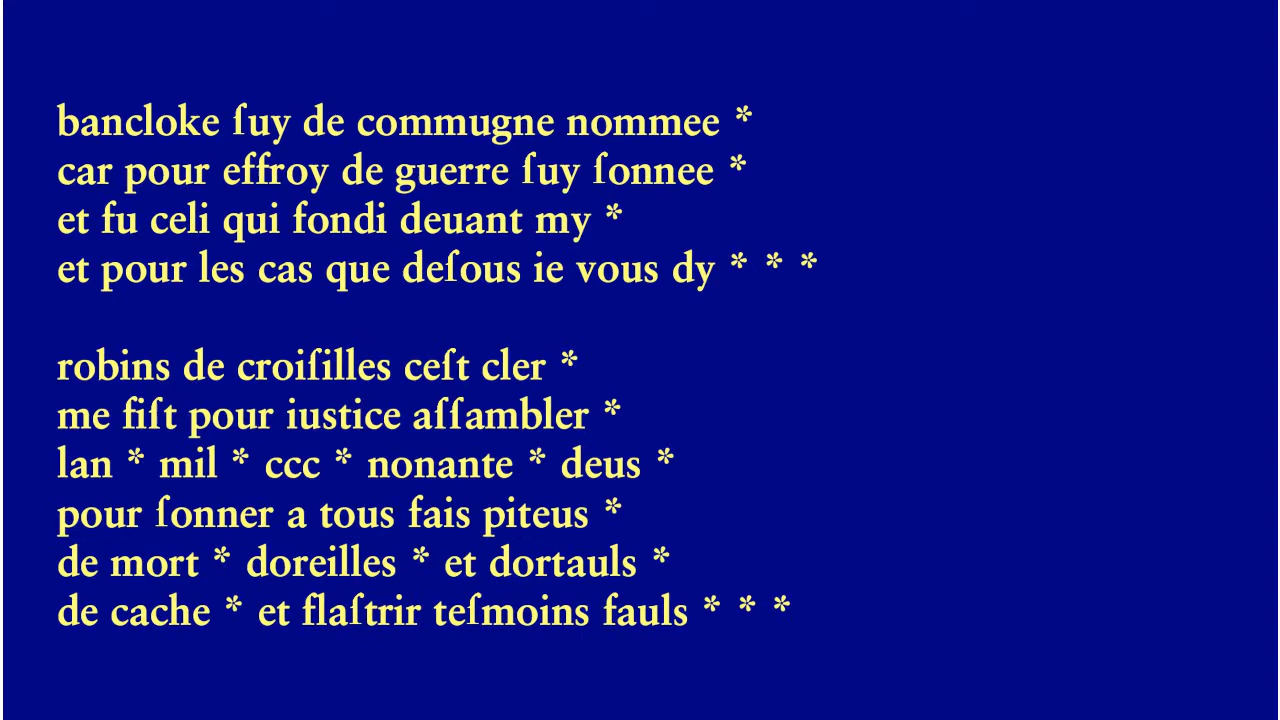 bancloke ſuy de commugne nommee *
car pour effroy de guerre ſuy ſonnee *
et fu celi qui fondi deuant my *
et pour les cas que deſous ie vous dy * * *
robins de croiſilles ceſt cler *
me fiſt pour iustice aſſambler *
lan * mil * ccc * nonante * deus *
pour ſonner a tous fais piteus *
de mort * doreilles * et dortauls *
de cache * et flaſtrir teſmoins fauls * * *